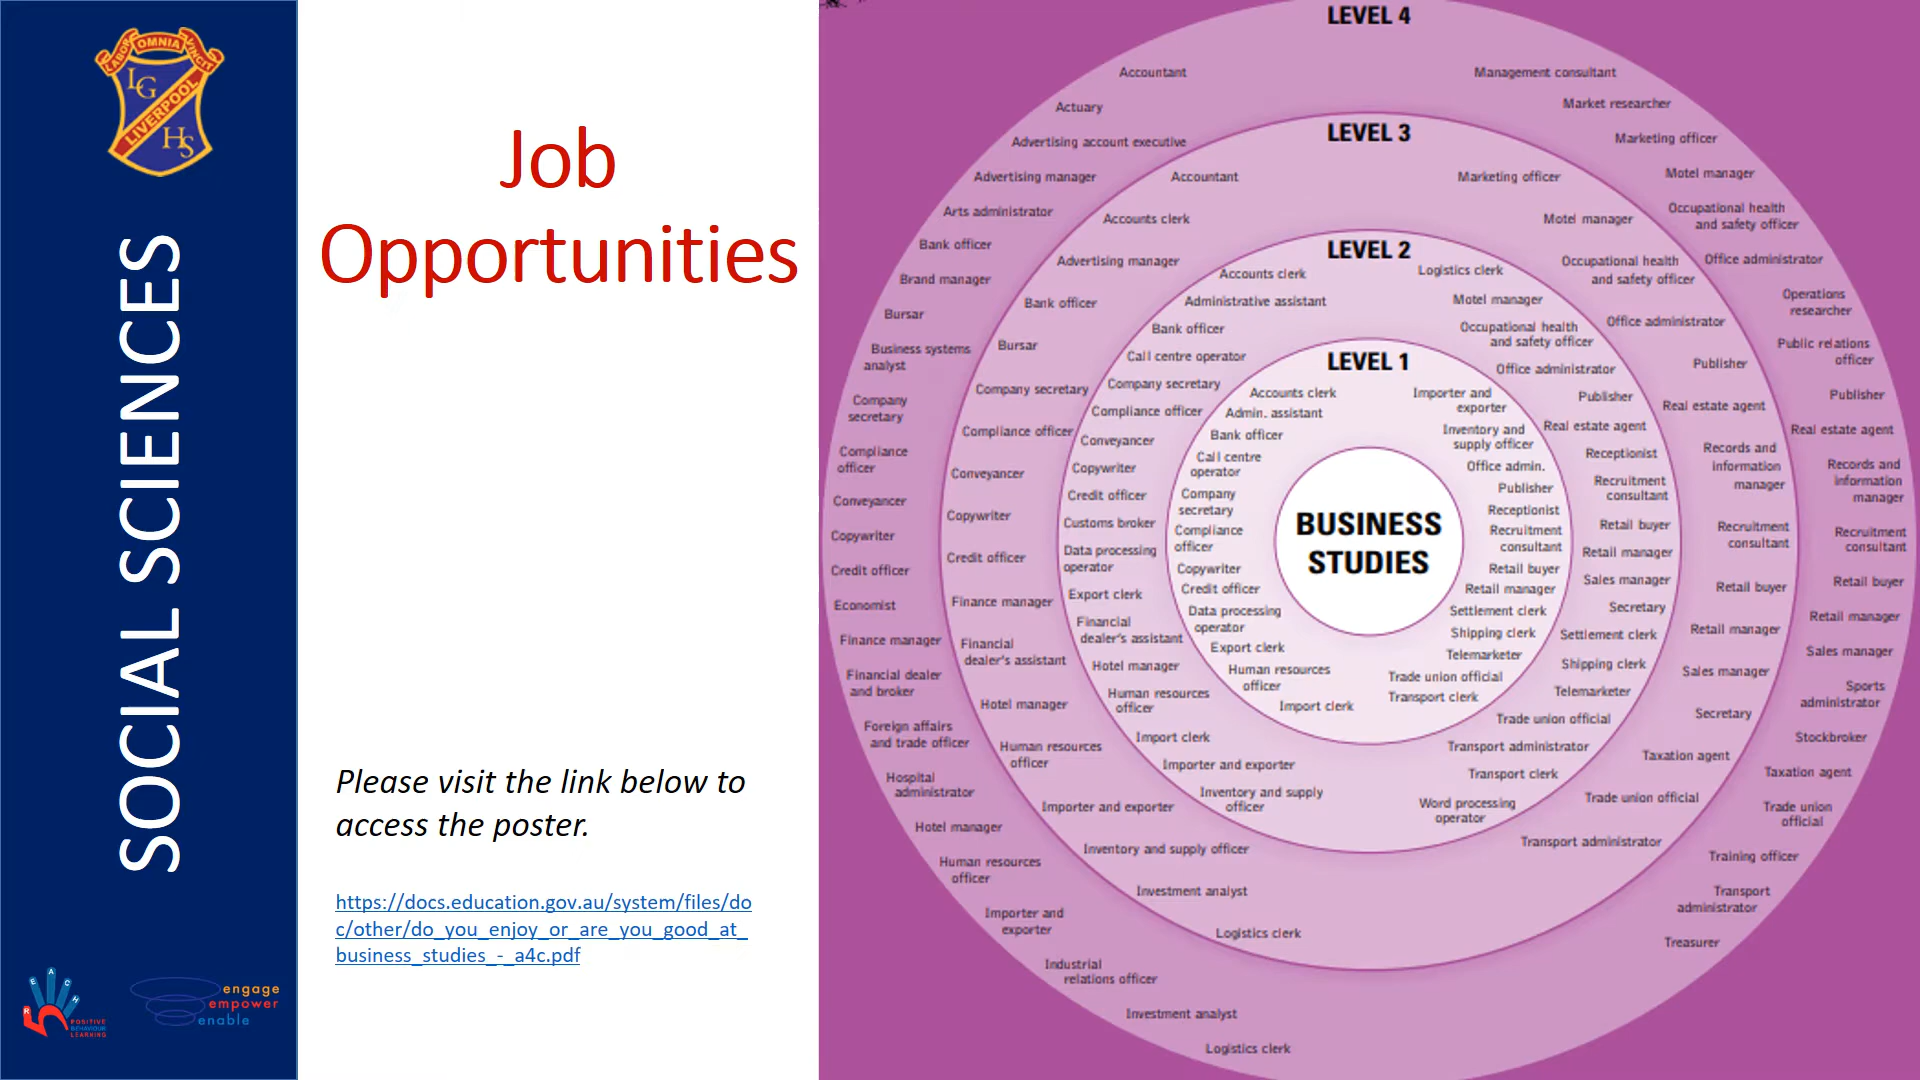 LABOR OMNIA VINCIT
LG
LIVERPOOL
HS
SOCIAL SCIENCES
REACH
POSITIVE
BEHAVIOUR
LEARNING
engage
empower
enable
Job
Opportunities
Please visit the link below to
access the poster.
https://docs.education.gov.au/system/files/do
c/other/do_you_enjoy_or_are_you_good_at_
business_studies_-_a4c.pdf
LEVEL 4
Accountant
Actuary
Advertising account executive
Advertising manager
Arts administrator
Bank officer
Brand manager
Bursar
Business systems
analyst
Company
secretary
Compliance
officer
Conveyancer
Copywriter
Credit officer
Economist
Finance manager
Financial dealer
and broker
Foreign affairs
and trade officer
Hospital
administrator
Hotel manager
Human resources
officer
Importer and
exporter
Industrial
relations officer
Investment analyst
Logistics clerk
Management consultant
Market researcher
Marketing officer
Motel manager
Occupational health
and safety officer
Office administrator
Operations
researcher
Public relations
officer
Publisher
Real estate agent
Records and
information
manager
Recruitment
consultant
Retail buyer
Retail manager
Sales manager
Sports
administrator
Stockbroker
Taxation agent
Trade union
official
Training officer
Transport
administrator
Treasurer
LEVEL 3
Accountant
Accounts clerk
Advertising manager
Bank officer
Bursar
Company secretary
Compliance officer
Conveyancer
Copywriter
Credit officer
Finance manager
Financial
dealer's assistant
Hotel manager
Human resources
officer
Importer and exporter
Inventory and supply officer
Investment analyst
Logistics clerk
Marketing officer
Motel manager
Occupational health
and safety officer
Office administrator
Publisher
Real estate agent
Records and
information
manager
Recruitment
consultant
Retail buyer
Retail manager
Sales manager
Secretary
Taxation agent
Trade union official
Transport administrator
LEVEL 2
Accounts clerk
Administrative assistant
Bank officer
Call centre operator
Company secretary
Compliance officer
Conveyancer
Copywriter
Credit officer
Customs broker
Data processing
operator
Export clerk
Financial
dealer's assistant
Hotel manager
Human resources
officer
Import clerk
Importer and exporter
Inventory and supply
officer
Logistics clerk
Motel manager
Occupational health
and safety officer
Office administrator
Publisher
Real estate agent
Receptionist
Recruitment
consultant
Retail buyer
Retail manager
Sales manager
Secretary
Settlement clerk
Shipping clerk
Telemarketer
Trade union official
Transport administrator
Transport clerk
Word processing
operator
LEVEL 1
Accounts clerk
Admin. assistant
Bank officer
Call centre
operator
Company
secretary
Compliance
officer
Copywriter
Credit officer
Data processing
operator
Export clerk
Human resources
officer
Import clerk
Importer and
exporter
Inventory and
supply officer
Office admin.
Publisher
Receptionist
Recruitment
consultant
Retail buyer
Retail manager
Settlement clerk
Shipping clerk
Telemarketer
Trade union official
Transport clerk
BUSINESS
STUDIES